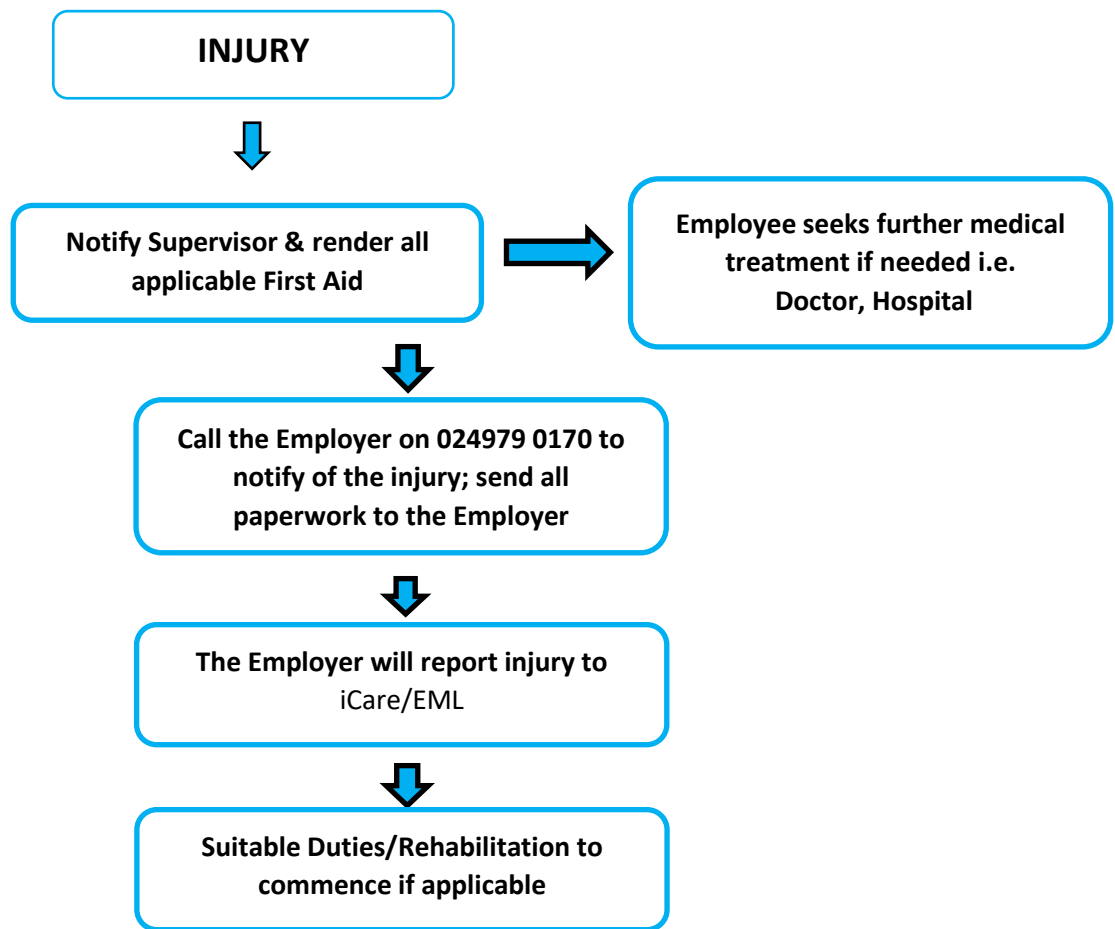 INJURY
Notify Supervisor & render all
applicable First Aid
Employee seeks further medical
treatment if needed i.e.
Doctor, Hospital
Call the Employer on 024979 0170 to
notify of the injury; send all
paperwork to the Employer
The Employer will report injury to
iCare/EML
Suitable Duties/Rehabilitation to
commence if applicable